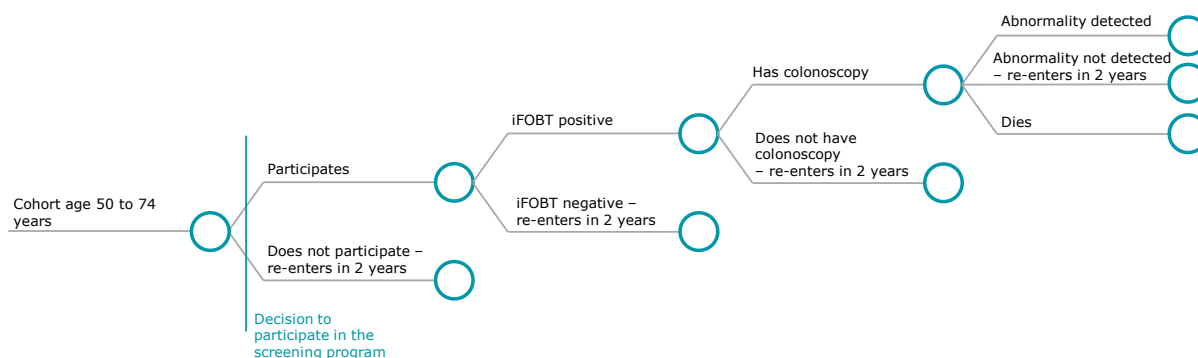 Abnormality detected
Abnormality not detected
– re-enters in 2 years
Has colonoscopy
Dies
iFOBT positive
Does not have
colonoscopy
– re-enters in 2 years
Participates
iFOBT negative –
re-enters in 2 years
Cohort age 50 to 74
years
Does not participate –
re-enters in 2 years
Decision to
participate in the
screening program